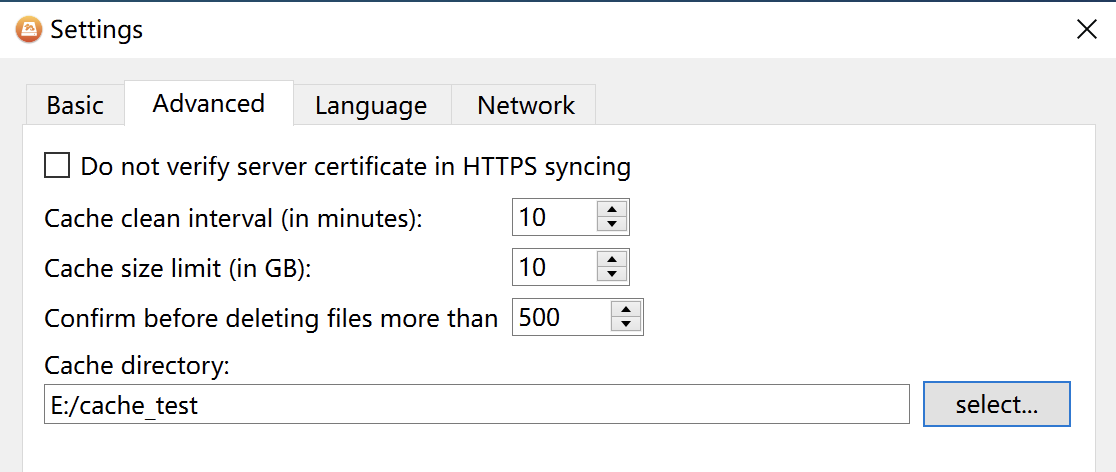 Settings
Basic Advanced Language Network
Do not verify server certificate in HTTPS syncing
Cache clean interval (in minutes): 10
Cache size limit (in GB): 10
Confirm before deleting files more than 500
Cache directory:
E:/cache_test select...